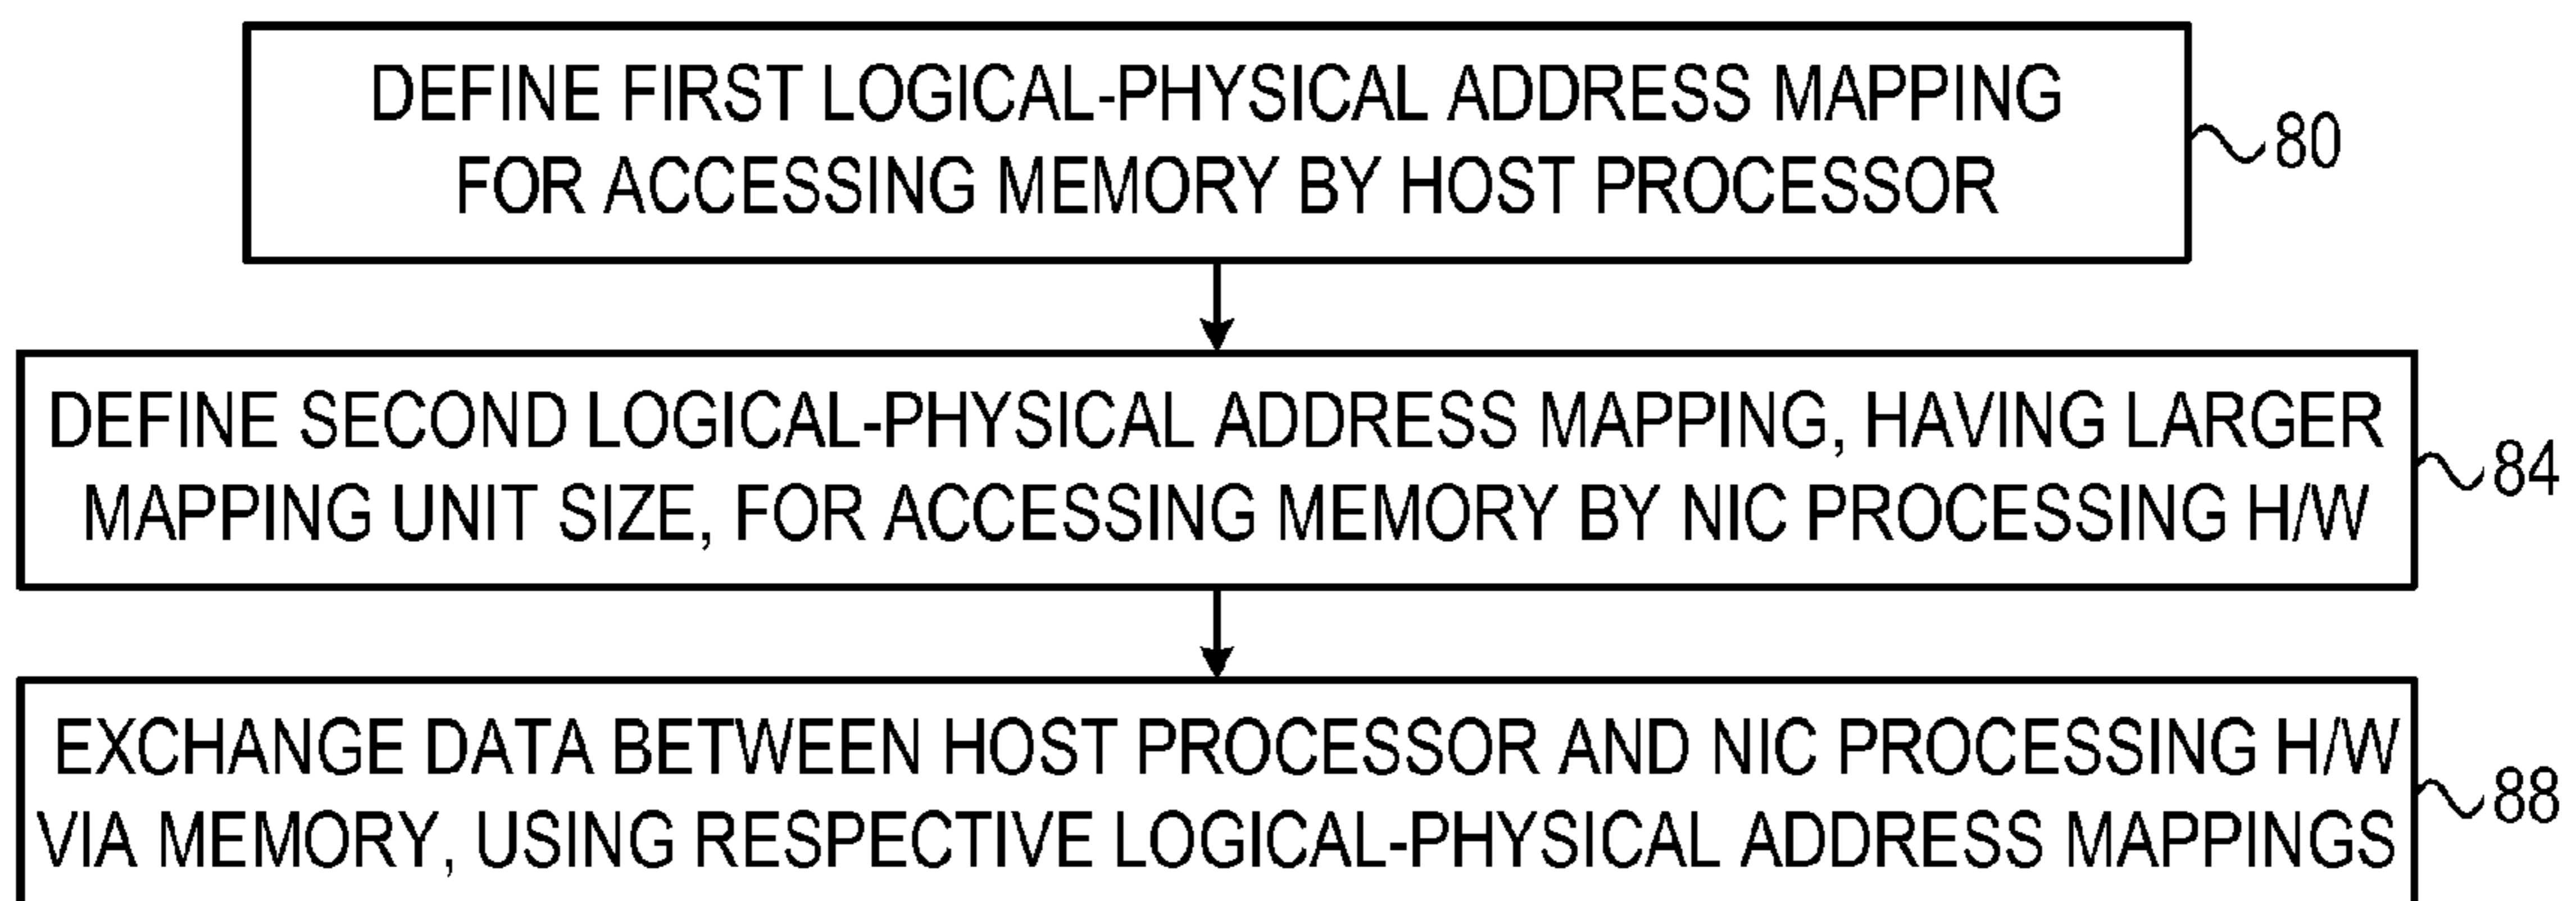 DEFINE FIRST LOGICAL-PHYSICAL ADDRESS MAPPING
FOR ACCESSING MEMORY BY HOST PROCESSOR
80
DEFINE SECOND LOGICAL-PHYSICAL ADDRESS MAPPING, HAVING LARGER
MAPPING UNIT SIZE, FOR ACCESSING MEMORY BY NIC PROCESSING H/W
84
EXCHANGE DATA BETWEEN HOST PROCESSOR AND NIC PROCESSING H/W
VIA MEMORY, USING RESPECTIVE LOGICAL-PHYSICAL ADDRESS MAPPINGS
88